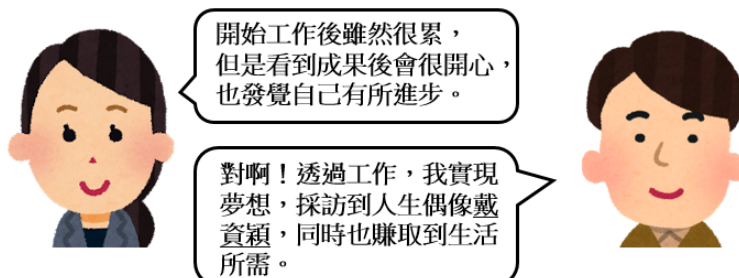 開始工作後雖然很累，
但是看到成果後會很開心，
也發覺自己有所進步。
對啊！透過工作，我實現
夢想，採訪到人生偶像戴
資穎，同時也賺取到生活
所需。